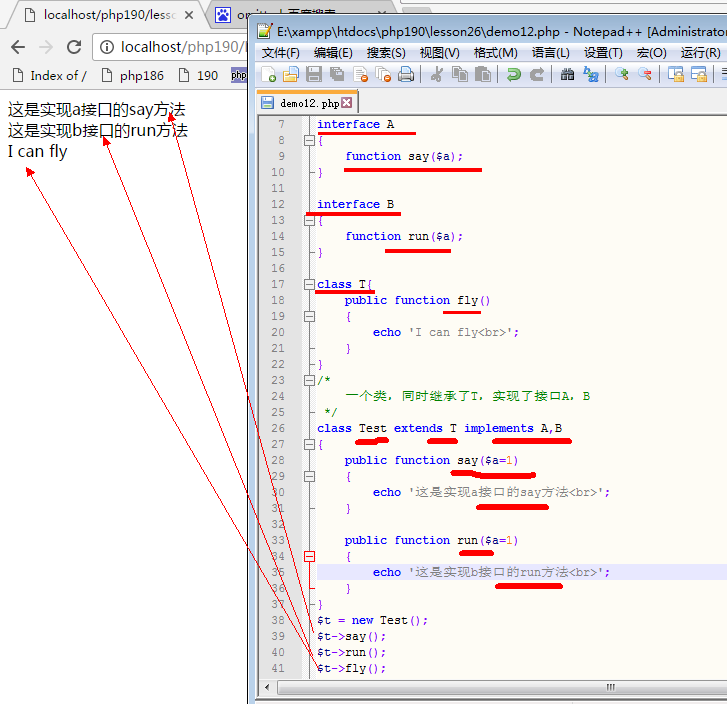 localhost/php190/less
localhost/php190/
Index of /
php186
190
php
这是实现a接口的say方法
这是实现b接口的run方法
I can fly
E:\xampp\htdocs\php190\lesson26\demo12.php - Notepad++ [Administrator
文件(F) 编辑(E) 搜索(S) 视图(V) 格式(M) 语言(L) 设置(T) 宏(O) 运行(R)
demo12.php
7 interface A
8 {
9 function say($a);
10 }
11
12 interface B
13 {
14 function run($a);
15 }
16
17 class T{
18 public function fly()
19 {
20 echo 'I can fly<br>';
21 }
22 }
23 /*
24 一个类，同时继承了T，实现了接口A，B
25 */
26 class Test extends T implements A,B
27 {
28 public function say($a=1)
29 {
30 echo '这是实现a接口的say方法<br>';
31 }
32
33 public function run($a=1)
34 {
35 echo '这是实现b接口的run方法<br>';
36 }
37 }
38 $t = new Test();
39 $t->say();
40 $t->run();
41 $t->fly();